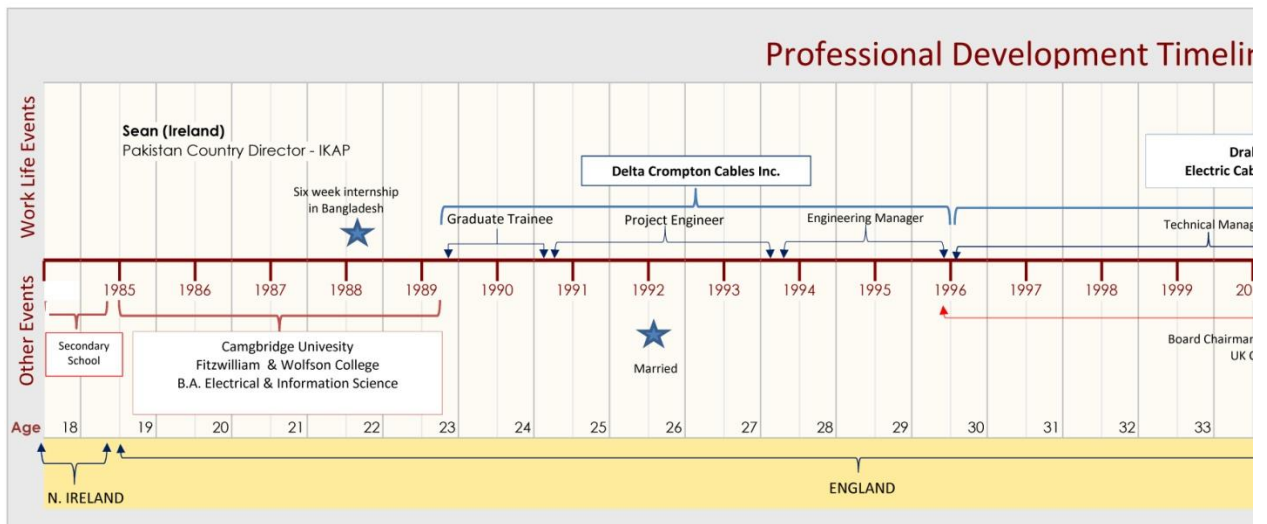 Professional Development Timelin
Work Life Events
Sean (Ireland)
Pakistan Country Director - IKAP
Six week internship
in Bangladesh
Delta Crompton Cables Inc.
Graduate Trainee
Project Engineer
Engineering Manager
Dral
Electric Cab
Technical Manag
1985 1986 1987 1988 1989 1990 1991 1992 1993 1994 1995 1996 1997 1998 1999 20
Other Events
Secondary
School
Camgbridge Univesity
Fitzwilliam & Wolfson College
B.A. Electrical & Information Science
Married
Board Chairman
UK
Age 18 19 20 21 22 23 24 25 26 27 28 29 30 31 32 33
N. IRELAND
ENGLAND